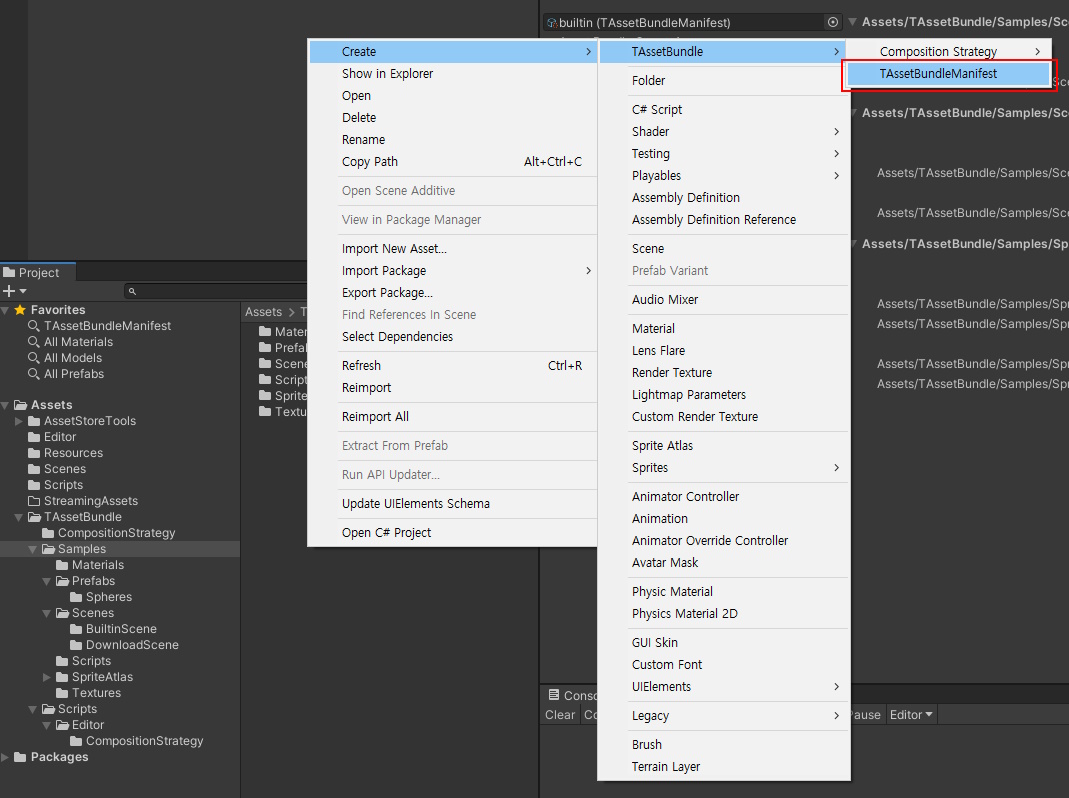 builtin (TAssetBundleManifest)
Assets/TAssetBundle/Samples/Sc
Assets/TAssetBundle/Samples/Sc
Assets/TAssetBundle/Samples/Sc
Assets/TAssetBundle/Samples/Sc
Assets/TAssetBundle/Samples/Sp
Assets/TAssetBundle/Samples/Spr
Assets/TAssetBundle/Samples/Spr
Assets/TAssetBundle/Samples/Spr
Assets/TAssetBundle/Samples/Spr
Create
Show in Explorer
Open
Delete
Rename
Copy Path Alt+Ctrl+C
Open Scene Additive
View in Package Manager
Import New Asset...
Import Package
Export Package...
Find References In Scene
Select Dependencies
Refresh Ctrl+R
Reimport
Reimport All
Extract From Prefab
Run API Updater...
Update UIElements Schema
Open C# Project
TAssetBundle
Folder
C# Script
Shader
Testing
Playables
Assembly Definition
Assembly Definition Reference
Scene
Prefab Variant
Audio Mixer
Material
Lens Flare
Render Texture
Lightmap Parameters
Custom Render Texture
Sprite Atlas
Sprites
Animator Controller
Animation
Animator Override Controller
Avatar Mask
Physic Material
Physics Material 2D
GUI Skin
Custom Font
UIElements
Legacy
Brush
Terrain Layer
Composition Strategy
TAssetBundleManifest
Project
Favorites
TAssetBundleManifest
All Materials
All Models
All Prefabs
Assets
AssetStoreTools
Editor
Resources
Scenes
Scripts
StreamingAssets
TAssetBundle
CompositionStrategy
Samples
Materials
Prefabs
Spheres
Scenes
BuiltinScene
DownloadScene
Scripts
SpriteAtlas
Textures
Scripts
Editor
CompositionStrategy
Packages
Assets > T
Mater
Prefal
Scene
Script
Sprite
Textu
Conso
Clear Co
Pause Editor